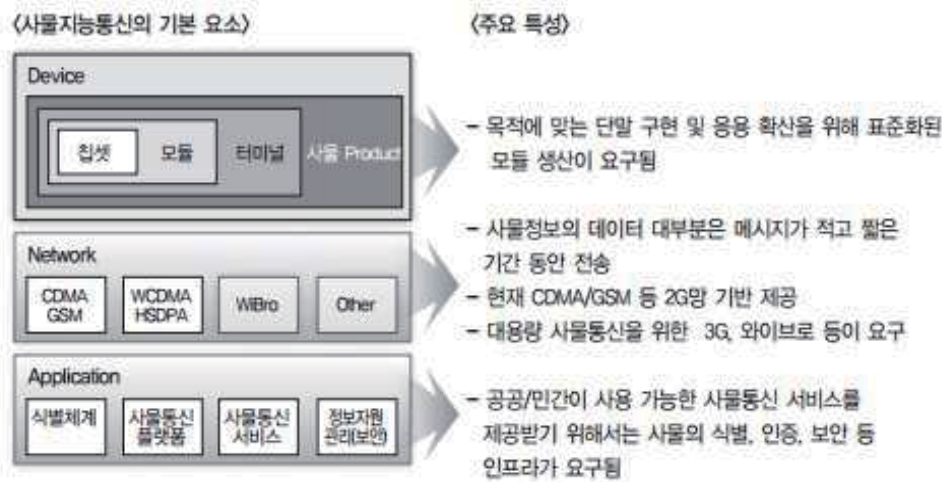 〈사물지능통신의 기본 요소〉
〈주요 특성〉
Device
칩셋
모듈
터미널
사물 Product
- 목적에 맞는 단말 구현 및 응용 확산을 위해 표준화된
모듈 생산이 요구됨
Network
CDMA
GSM
WCDMA
HSDPA
WiBro
Other
- 사물정보의 데이터 대부분은 메시지가 적고 짧은
기간 동안 전송
- 현재 CDMA/GSM 등 2G망 기반 제공
- 대용량 사물통신을 위한 3G, 와이브로 등이 요구
Application
식별체계
사물통신
플랫폼
사물통신
서비스
정보자원
관리(보안)
- 공공/민간이 사용 가능한 사물통신 서비스를
제공받기 위해서는 사물의 식별, 인증, 보안 등
인프라가 요구됨